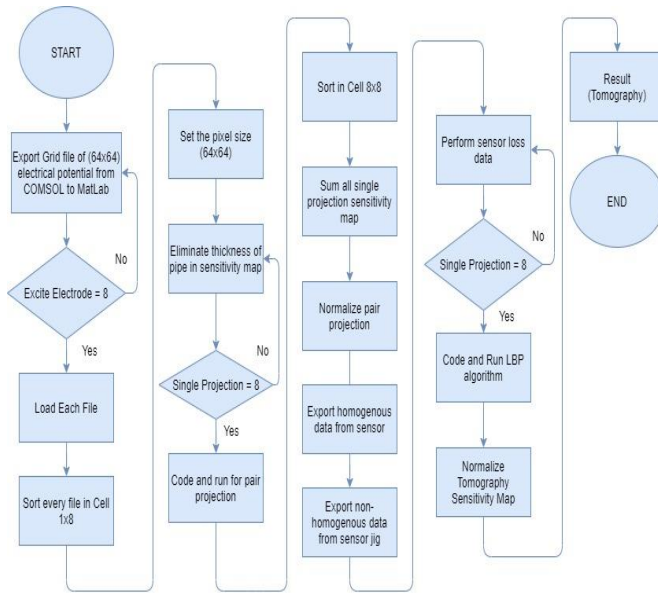 START
Export Grid file of (64x64)
electrical potential from
COMSOL to MatLab
No
Excite Electrode = 8
Yes
Load Each File
Sort every file in Cell
1x8
Set the pixel size
(64x64)
Eliminate thickness of
pipe in sensitivity map
No
Single Projection = 8
Yes
Code and run for pair
projection
Sort in Cell 8x8
Sum all single
projection sensitivity
map
Normalize pair
projection
Export homogenous
data from sensor
Export non-
homogenous data
from sensor jig
Perform sensor loss
data
No
Single Projection = 8
Yes
Code and Run LBP
algorithm
Normalize
Tomography
Sensitivity Map
Result
(Tomography)
END